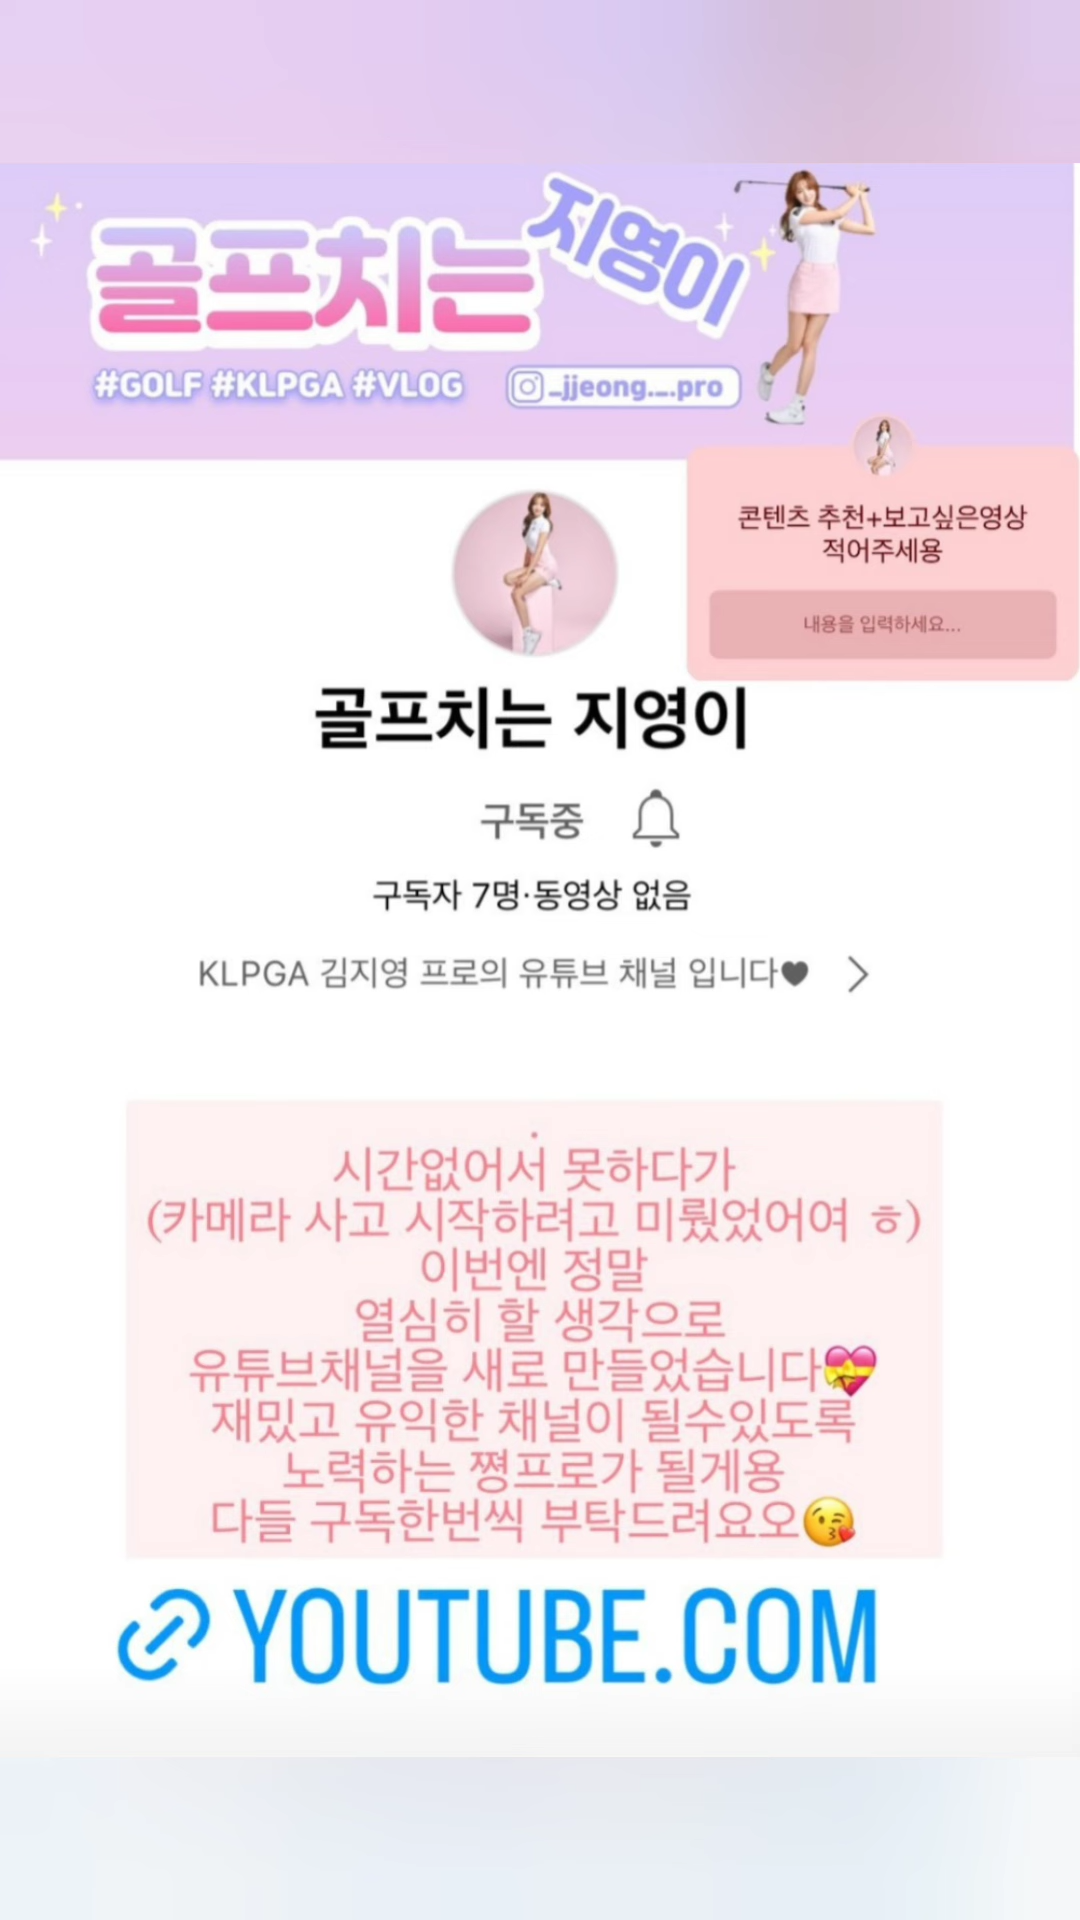 골프치는 지영이
#GOLF #KLPGA #VLOG
_jjeong._.pro
콘텐츠 추천+보고싶은영상
적어주세용
내용을 입력하세요...
골프치는 지영이
구독중
구독자 7명·동영상 없음
KLPGA 김지영 프로의 유튜브 채널 입니다♥
.
시간없어서 못하다가
(카메라 사고 시작하려고 미뤘었어여 ㅎ)
이번엔 정말
열심히 할 생각으로
유튜브채널을 새로 만들었습니다💝
재밌고 유익한 채널이 될수있도록
노력하는 쪙프로가 될게용
다들 구독한번씩 부탁드려요오😘
YOUTUBE.COM